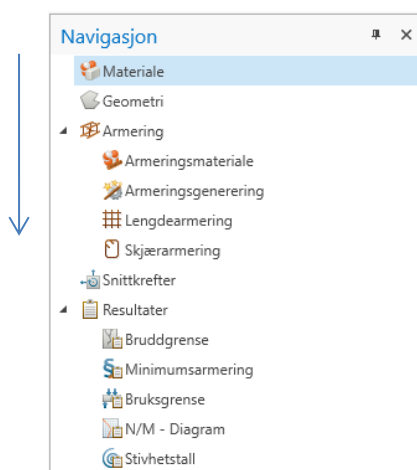 Navigasjon
Materiale
Geometri
Armering
Armeringsmateriale
Armeringsgenerering
Lengdearmering
Skjærarmering
Snittkrefter
Resultater
Bruddgrense
Minimumsarmering
Bruksgrense
N/M - Diagram
Stivhetstall